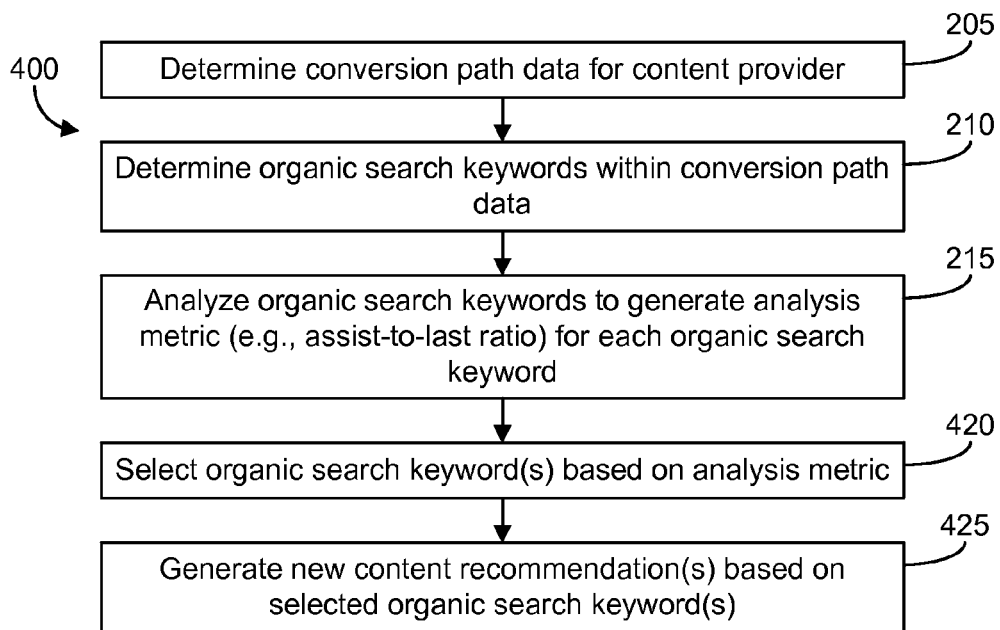 205
400
Determine conversion path data for content provider
210
Determine organic search keywords within conversion path
data
215
Analyze organic search keywords to generate analysis
metric (e.g., assist-to-last ratio) for each organic search
keyword
420
Select organic search keyword(s) based on analysis metric
425
Generate new content recommendation(s) based on
selected organic search keyword(s)